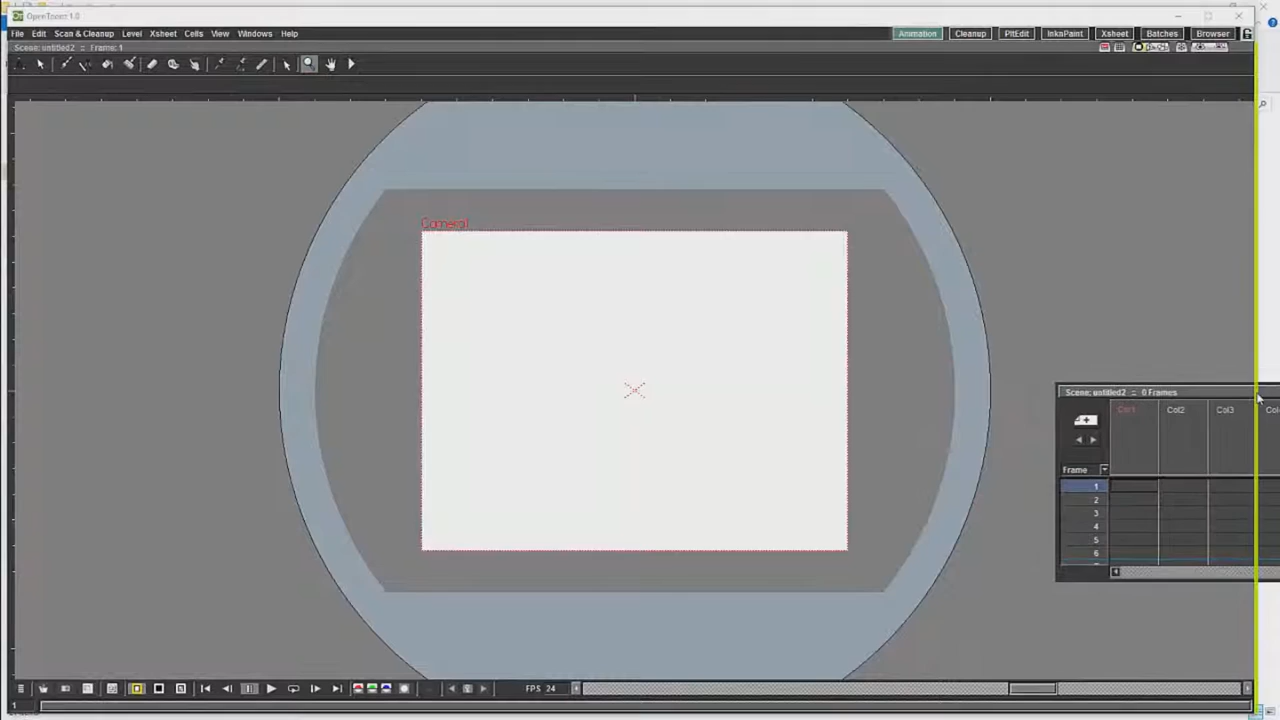 OpenToonz 1.0
File Edit Scan & Cleanup Level Xsheet Cells View Windows Help Animation Cleanup PltEdit InknPaint Xsheet Batches Browser
Scene: untitled2 :: Frame: 1
Camera1
Scene: untitled2 :: 0 Frames
Col1 Col2 Col3
Frame
1
2
3
4
5
6
FPS 24
1